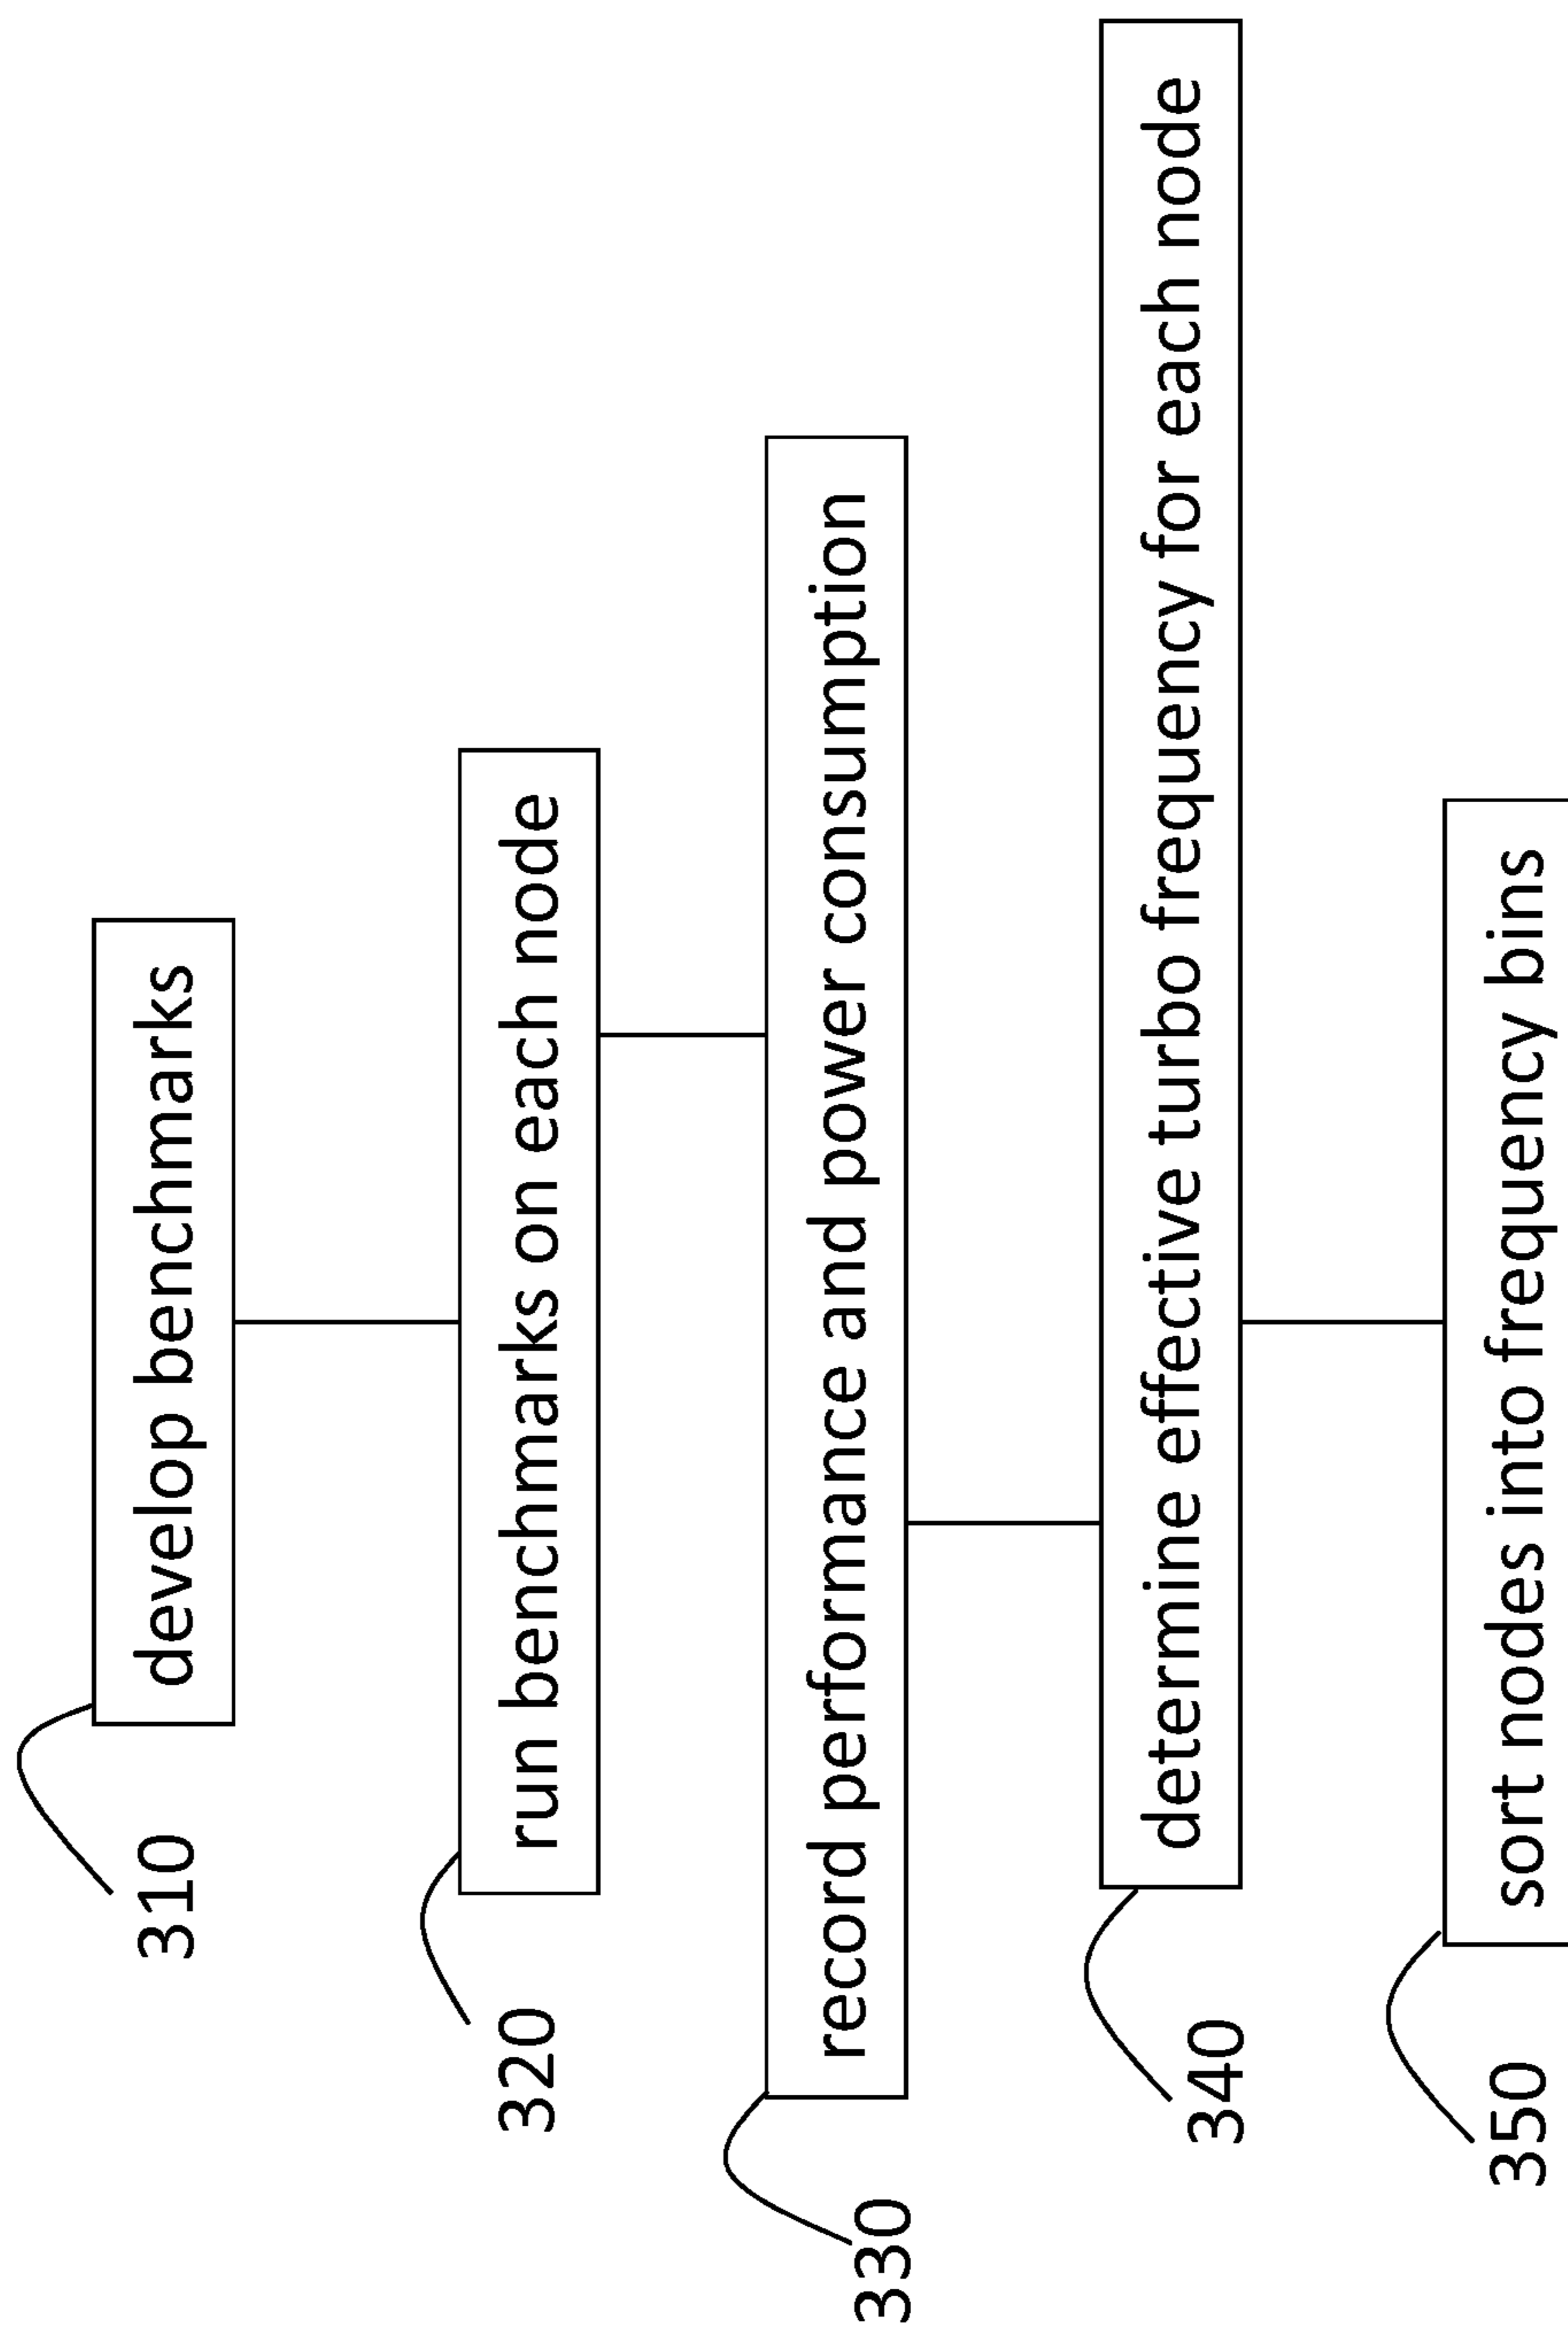 310
develop benchmarks
320
run benchmarks on each node
330
record performance and power consumption
340
determine effective turbo frequency for each node
350
sort nodes into frequency bins